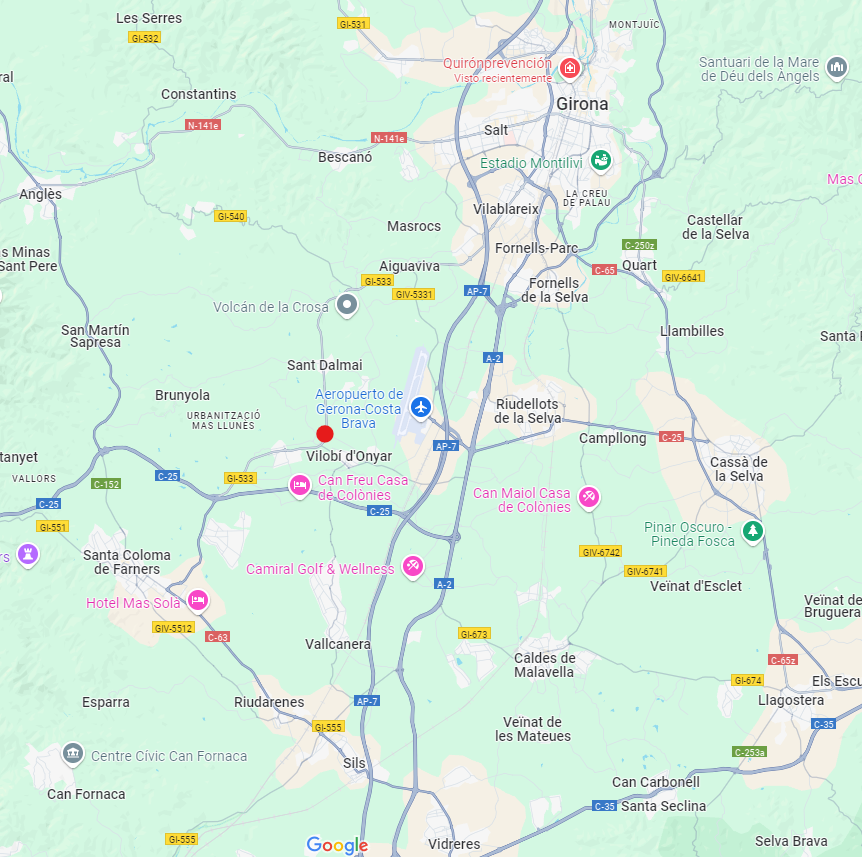 Les Serres
GI-531
MONTJUÏC
GI-532
Quirónprevención
Visto recientemente
Santuari de la Mare
de Déu dels Àngels
ral
Constantins
Girona
N-141e
Salt
N-141e
Bescanó
Estadio Montilivi
Mas C
Anglès
LA CREU
DE PALAU
Vilablareix
GI-540
Masrocs
Castellar
de la Selva
s Minas
Sant Pere
Fornells-Parc
C-250z
Aiguaviva
C-65
Quart
GI-533
GIV-6641
Fornells
de la Selva
AP-7
GIV-5331
Volcán de la Crosa
San Martín
Sapresa
Llambilles
Santa
A-2
Sant Dalmai
Brunyola
Aeropuerto de
Gerona-Costa
Brava
Riudellots
de la Selva
URBANITZACIÓ
MAS LLUNES
Campllong
C-25
AP-7
tanyet
Vilobí d'Onyar
Cassà de
la Selva
VALLORS
C-152
C-25
GI-533
Can Freu Casa
de Colònies
Can Maiol Casa
de Colònies
C-25
C-25
GI-551
Pinar Oscuro -
Pineda Fosca
rs
Santa Coloma
de Farners
GIV-6742
Camiral Golf & Wellness
GIV-6741
A-2
Veïnat d'Esclet
Hotel Mas Solà
Veïnat de
Bruguera
GIV-5512
C-63
GI-673
Vallcanera
Caldes de
Malavella
C-65z
GI-674
Els Escu
Esparra
Riudarenes
AP-7
Llagostera
GI-555
Veïnat de
les Mateues
C-35
C-253a
Centre Cívic Can Fornaca
Sils
Can Fornaca
Can Carbonell
C-35
Santa Seclina
GI-555
Google
Vidreres
Selva Brava